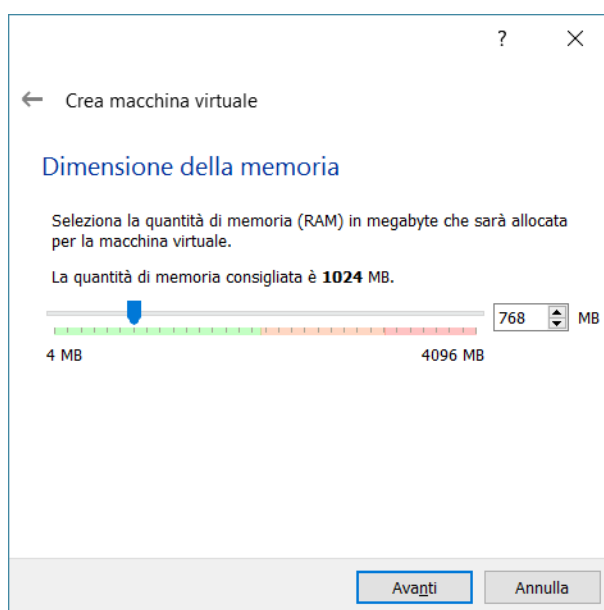 ?
Crea macchina virtuale
Dimensione della memoria
Seleziona la quantità di memoria (RAM) in megabyte che sarà allocata
per la macchina virtuale.
La quantità di memoria consigliata è 1024 MB.
768 MB
4 MB 4096 MB
Avanti Annulla